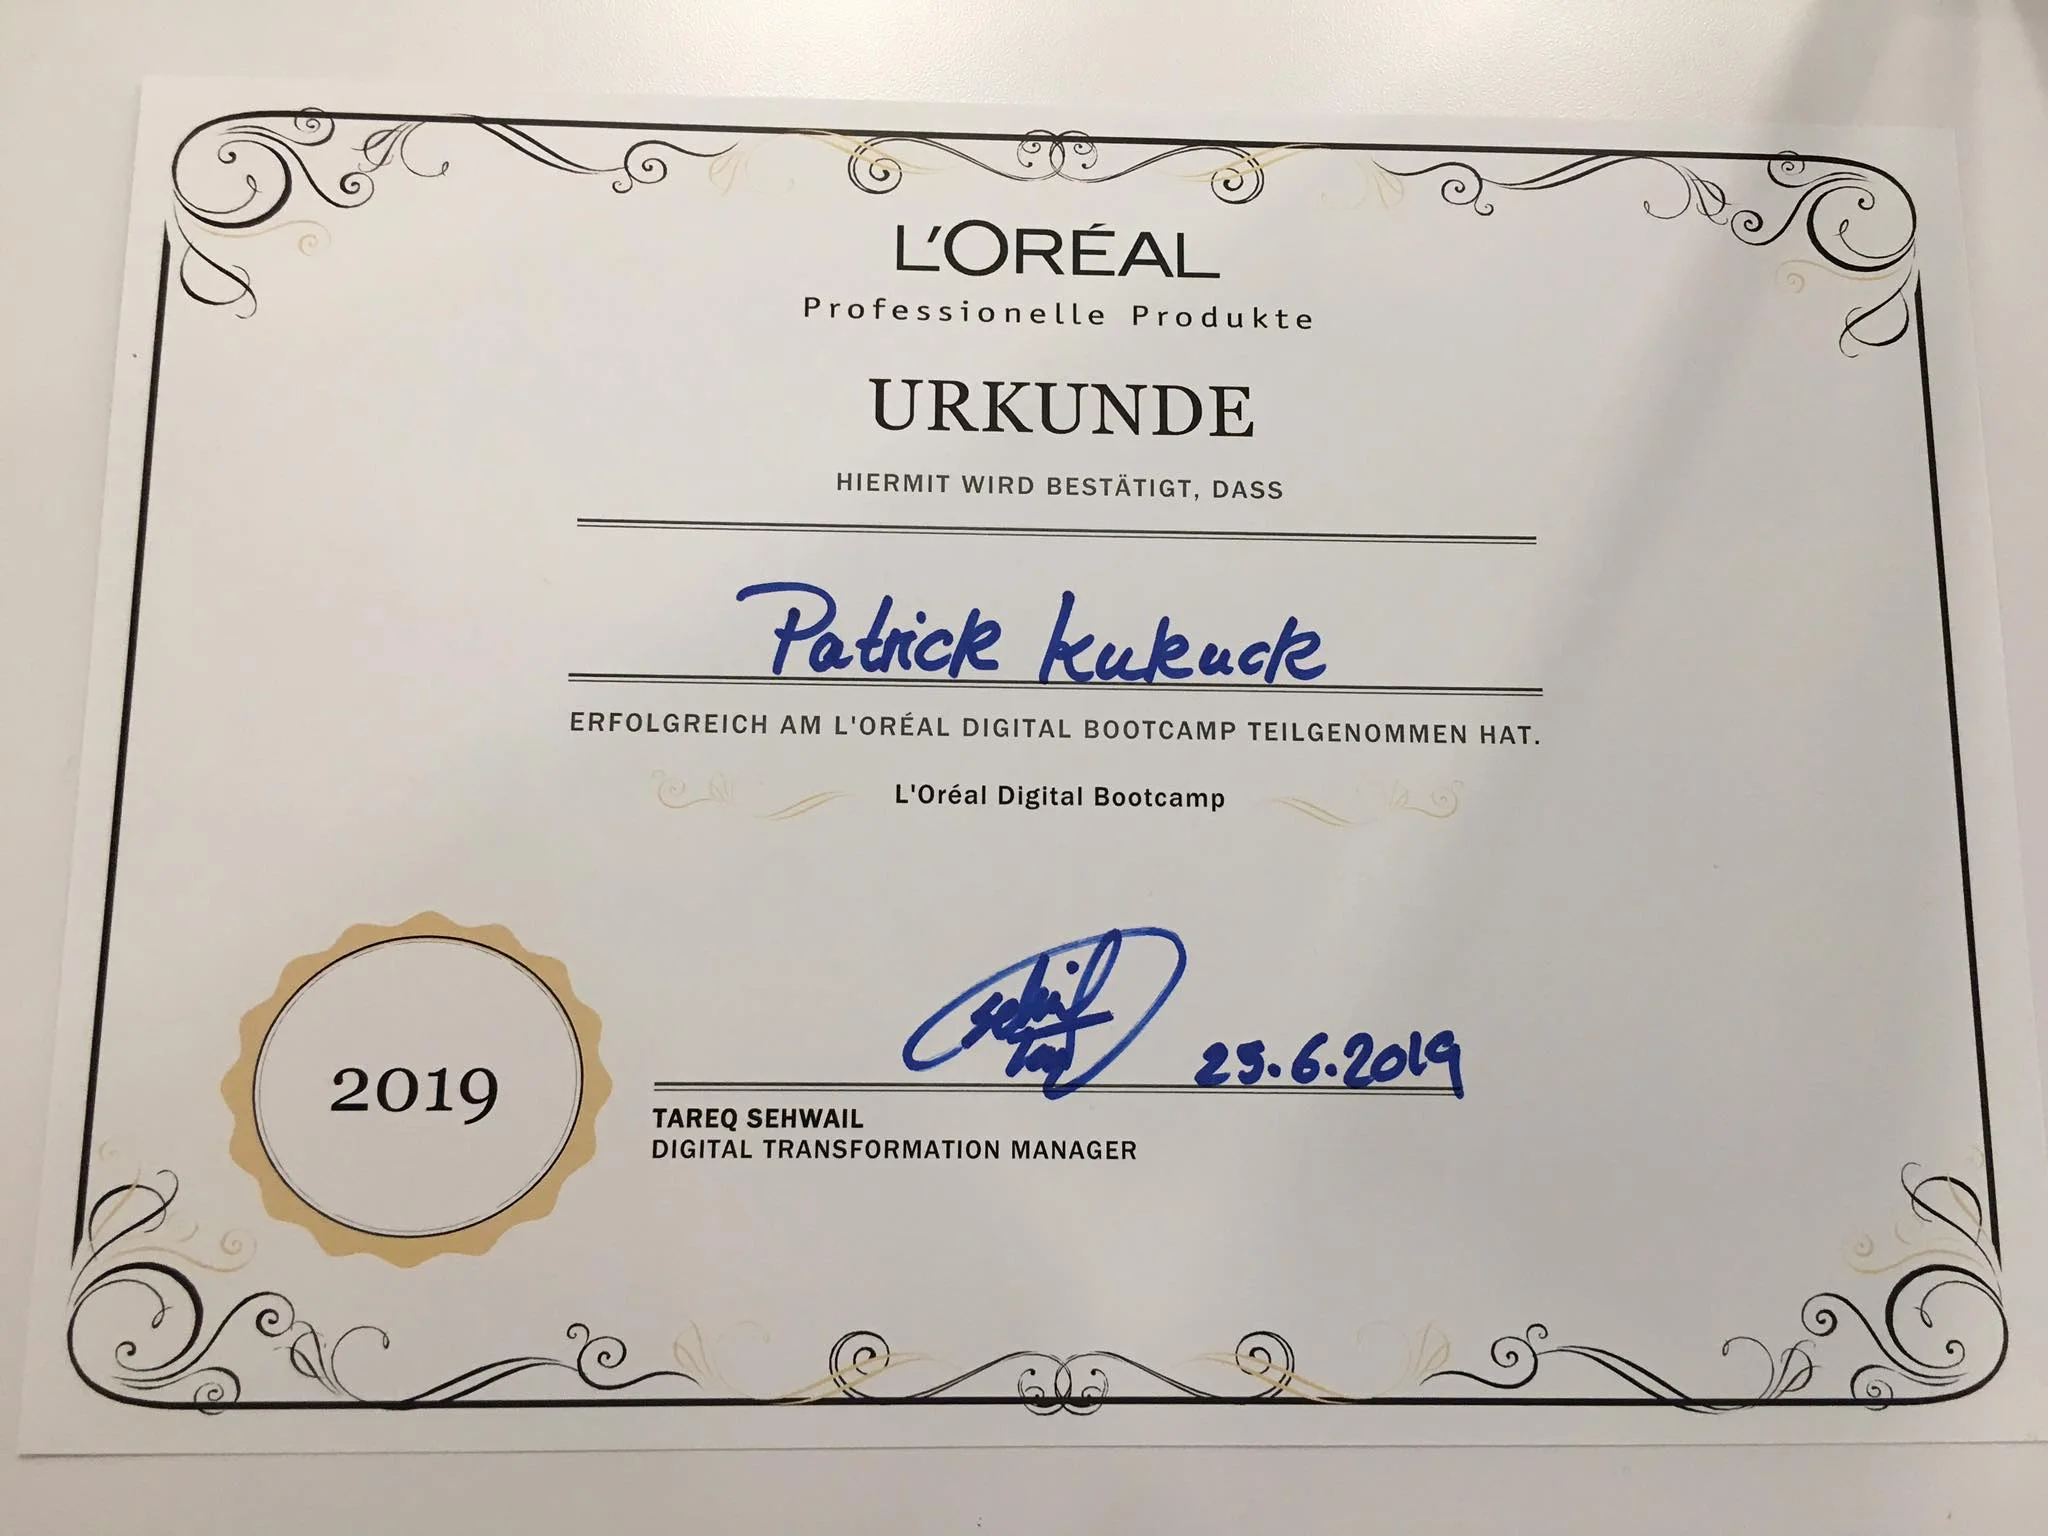 L'ORÉAL
Professionelle Produkte
URKUNDE
HIERMIT WIRD BESTÄTIGT, DASS
Patrick Kukuck
ERFOLGREICH AM L'ORÉAL DIGITAL BOOTCAMP TEILGENOMMEN HAT.
L'Oréal Digital Bootcamp
2019
Sehwail
25.6.2019
TAREQ SEHWAIL
DIGITAL TRANSFORMATION MANAGER